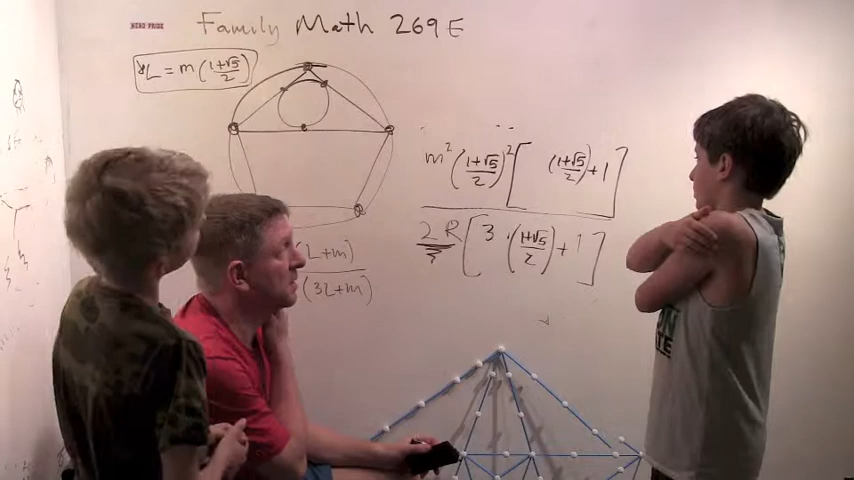 HERD PRIDE
Family Math 269 E
L = m (1+√5/2)
m² (1+√5/2)² [ (1+√5/2) + 1 ]
2R [ 3 · (1+√5/2) + 1 ]
(L+m)
(3L+m)